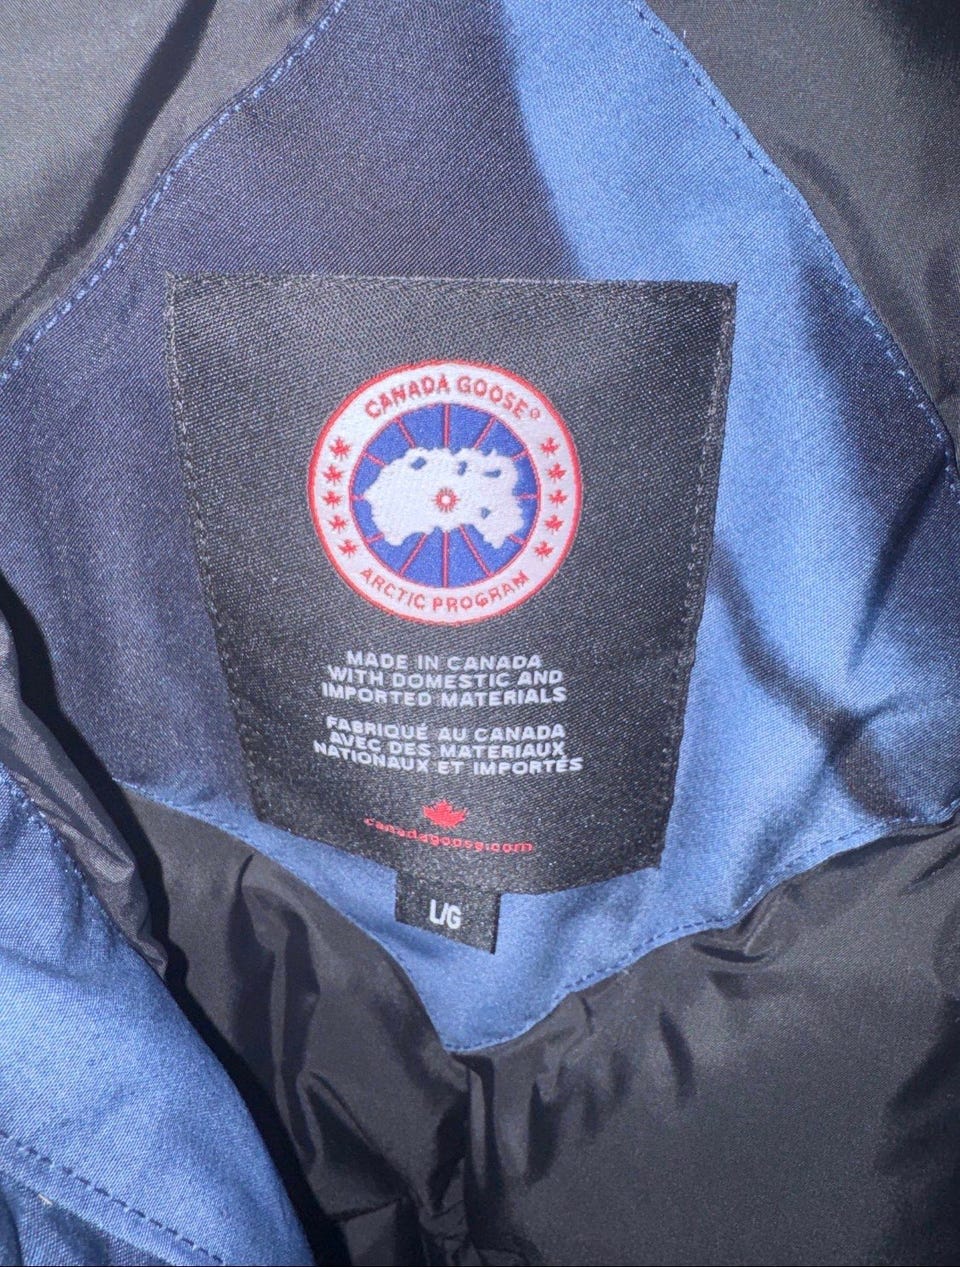 CANADA GOOSE®
ARCTIC PROGRAM
MADE IN CANADA
WITH DOMESTIC AND
IMPORTED MATERIALS
FABRIQUÉ AU CANADA
AVEC DES MATERIAUX
NATIONAUX ET IMPORTÉS
canadagoose.com
L/G